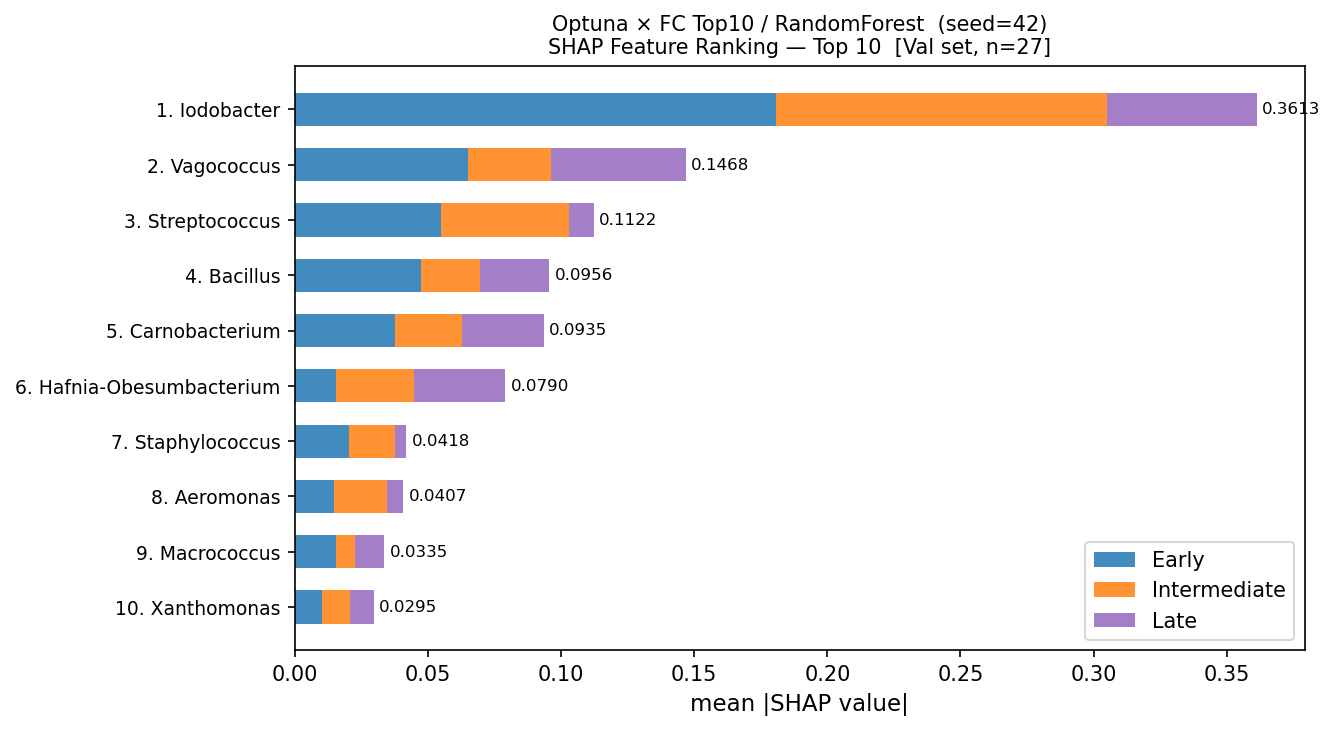 Optuna × FC Top10 / RandomForest  (seed=42)
SHAP Feature Ranking — Top 10  [Val set, n=27]
1. Iodobacter
0.3613
2. Vagococcus
0.1468
3. Streptococcus
0.1122
4. Bacillus
0.0956
5. Carnobacterium
0.0935
6. Hafnia-Obesumbacterium
0.0790
7. Staphylococcus
0.0418
8. Aeromonas
0.0407
9. Macrococcus
0.0335
10. Xanthomonas
0.0295
Early
Intermediate
Late
0.00 0.05 0.10 0.15 0.20 0.25 0.30 0.35
mean |SHAP value|